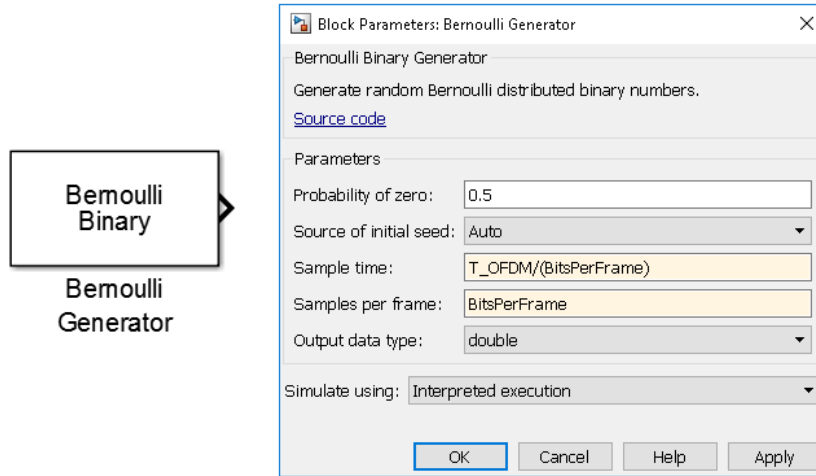 Bernoulli
Binary
Bernoulli
Generator
Block Parameters: Bernoulli Generator
Bernoulli Binary Generator
Generate random Bernoulli distributed binary numbers.
Source code
Parameters
Probability of zero: 0.5
Source of initial seed: Auto
Sample time: T_OFDM/(BitsPerFrame)
Samples per frame: BitsPerFrame
Output data type: double
Simulate using: Interpreted execution
OK Cancel Help Apply